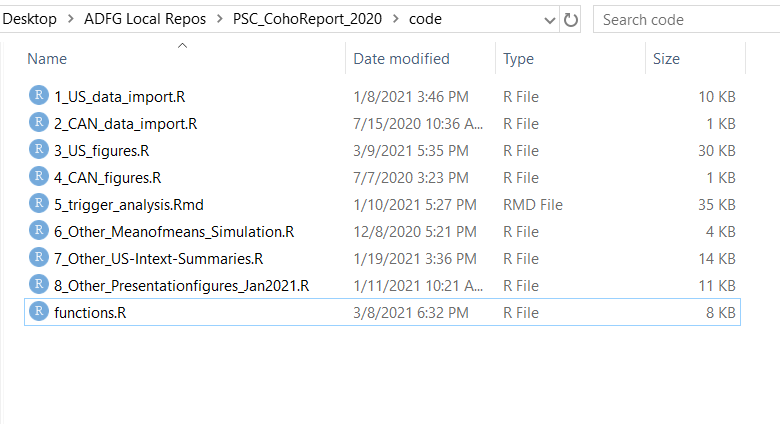 Desktop > ADFG Local Repos > PSC_CohoReport_2020 > code Search code
Name Date modified Type Size
R 1_US_data_import.R 1/8/2021 3:46 PM R File 10 KB
R 2_CAN_data_import.R 7/15/2020 10:36 A... R File 1 KB
R 3_US_figures.R 3/9/2021 5:35 PM R File 30 KB
R 4_CAN_figures.R 7/7/2020 3:23 PM R File 1 KB
R 5_trigger_analysis.Rmd 1/10/2021 5:27 PM RMD File 35 KB
R 6_Other_Meanofmeans_Simulation.R 12/8/2020 5:21 PM R File 4 KB
R 7_Other_US-Intext-Summaries.R 1/19/2021 3:36 PM R File 14 KB
R 8_Other_Presentationfigures_Jan2021.R 1/11/2021 10:21 A... R File 11 KB
R functions.R 3/8/2021 6:32 PM R File 8 KB